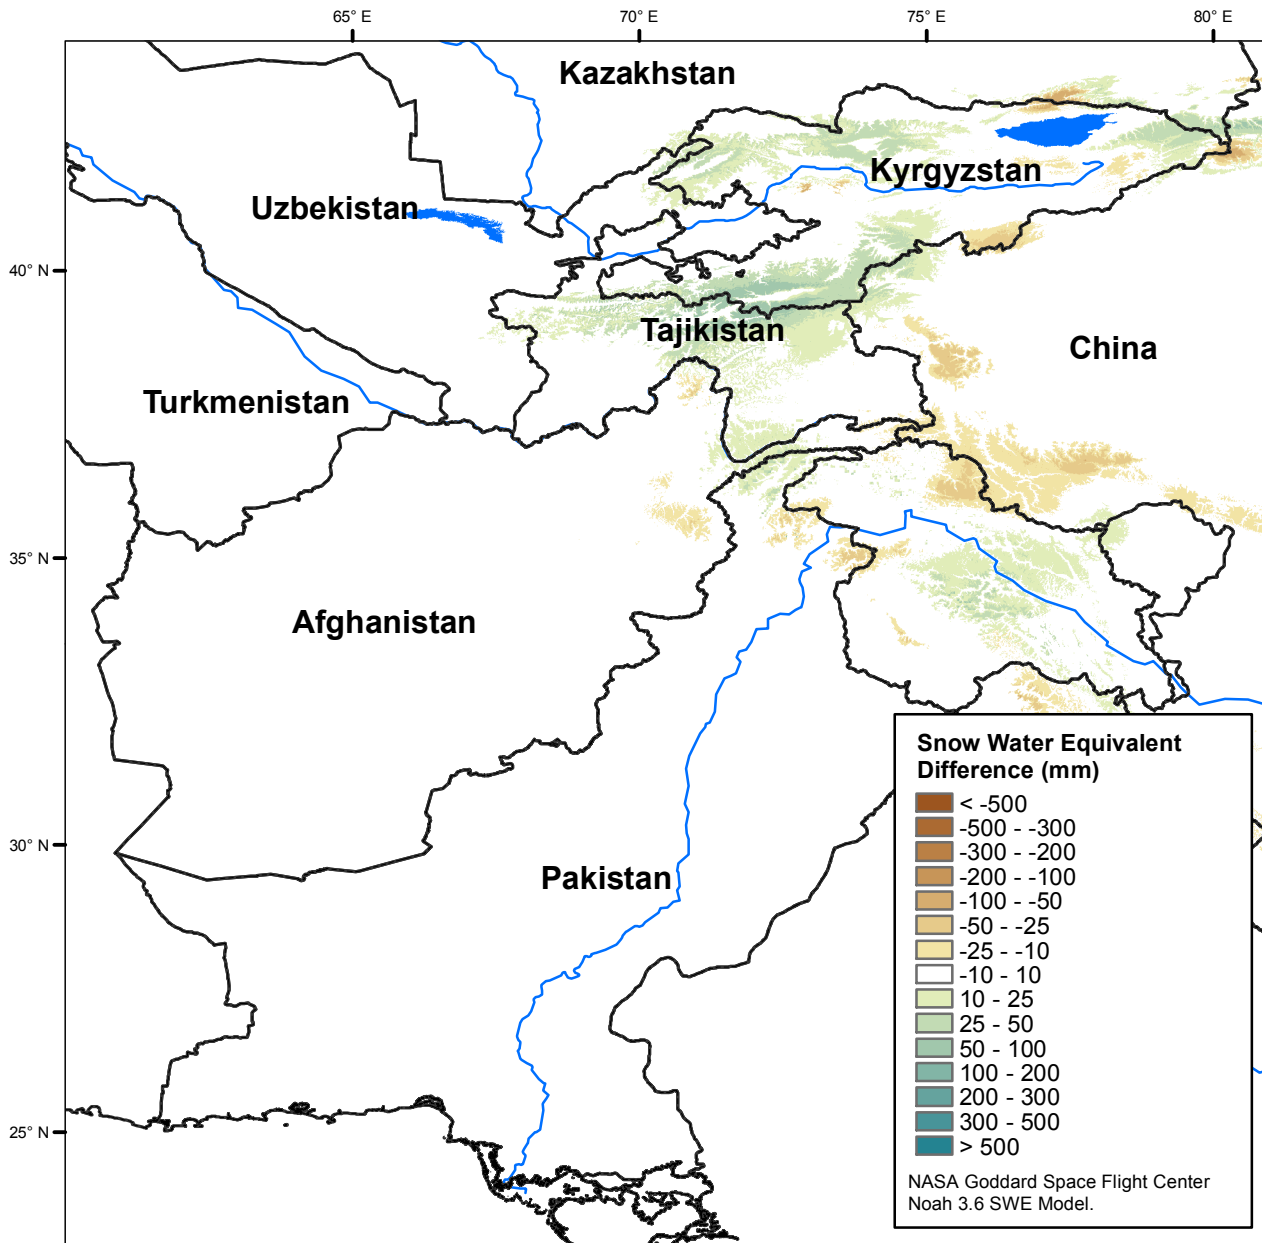 65° E
70° E
75° E
80° E
Kazakhstan
Kyrgyzstan
Uzbekistan
40° N
Tajikistan
China
Turkmenistan
35° N
Afghanistan
Snow Water Equivalent
Difference (mm)
< -500
-500 - -300
-300 - -200
-200 - -100
-100 - -50
-50 - -25
-25 - -10
-10 - 10
10 - 25
25 - 50
50 - 100
100 - 200
200 - 300
300 - 500
> 500
NASA Goddard Space Flight Center
Noah 3.6 SWE Model.
30° N
Pakistan
25° N